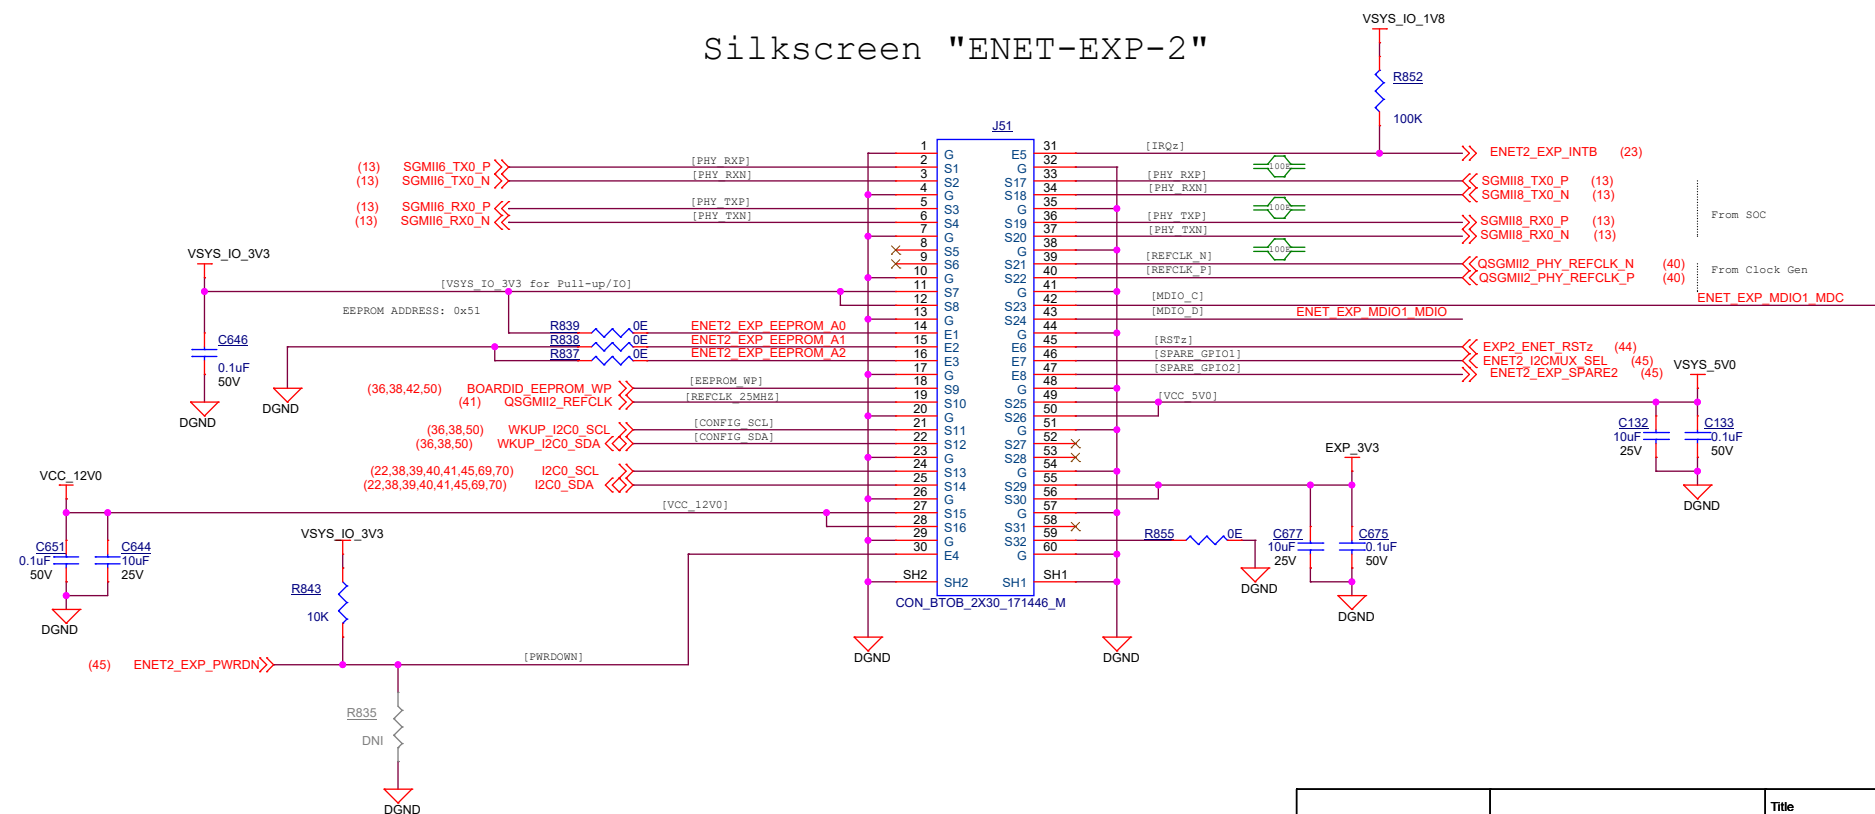 VSYS_IO_1V8
Silkscreen "ENET-EXP-2"
R852
100K
J51
1 G E5 31 [IRQz] ENET2_EXP_INTB (23)
(13) SGMII6_TX0_P [PHY_RXP] 2 S1 G 32 100E
(13) SGMII6_TX0_N [PHY_RXN] 3 S2 S17 33 [PHY_RXP] SGMII8_TX0_P (13)
4 G S18 34 [PHY_RXN] SGMII8_TX0_N (13)
(13) SGMII6_RX0_P [PHY_TXP] 5 S3 G 35 100E
From SOC
(13) SGMII6_RX0_N [PHY_TXN] 6 S4 S19 36 [PHY_TXP] SGMII8_RX0_P (13)
7 G S20 37 [PHY_TXN] SGMII8_RX0_N (13)
VSYS_IO_3V3
8 S5 G 38 100E
9 S6 S21 39 [REFCLK_N] QSGMII2_PHY_REFCLK_N (40)
From Clock Gen
10 G S22 40 [REFCLK_P] QSGMII2_PHY_REFCLK_P (40)
[VSYS_IO_3V3 for Pull-up/IO] 11 S7 G 41
12 S8 S23 42 [MDIO_C] ENET_EXP_MDIO1_MDC
EEPROM ADDRESS: 0x51
13 G S24 43 [MDIO_D] ENET_EXP_MDIO1_MDIO
R839 0E ENET2_EXP_EEPROM_A0 14 E1 G 44
R838 0E ENET2_EXP_EEPROM_A1 15 E2 E6 45 [RSTz] EXP2_ENET_RSTz (44)
R837 0E ENET2_EXP_EEPROM_A2 16 E3 E7 46 [SPARE_GPIO1] ENET2_I2CMUX_SEL (45)
C646
0.1uF
50V
DGND
DGND
17 G E8 47 [SPARE_GPIO2] ENET2_EXP_SPARE2 (45)
VSYS_5V0
(36,38,42,50) BOARDID_EEPROM_WP [EEPROM_WP] 18 S9 G 48
(41) QSGMII2_REFCLK [REFCLK_25MHZ] 19 S10 S25 49 [VCC_5V0]
20 G S26 50
(36,38,50) WKUP_I2C0_SCL [CONFIG_SCL] 21 S11 G 51
(36,38,50) WKUP_I2C0_SDA [CONFIG_SDA] 22 S12 S27 52
C132
10uF
25V
C133
0.1uF
50V
DGND
23 G S28 53
EXP_3V3
(22,38,39,40,41,45,69,70) I2C0_SCL 24 S13 G 54
(22,38,39,40,41,45,69,70) I2C0_SDA 25 S14 S29 55
VCC_12V0
26 G S30 56
[VCC_12V0] 27 S15 G 57
28 S16 S31 58
29 G S32 59 R855 0E
DGND
30 E4 G 60
SH2 SH2 SH1 SH1
CON_BTOB_2X30_171446_M
C677
10uF
25V
C675
0.1uF
50V
DGND
C651
0.1uF
50V
C644
10uF
25V
DGND
VSYS_IO_3V3
R843
10K
DGND
DGND
(45) ENET2_EXP_PWRDN [PWRDOWN]
R835
DNI
DGND
Title